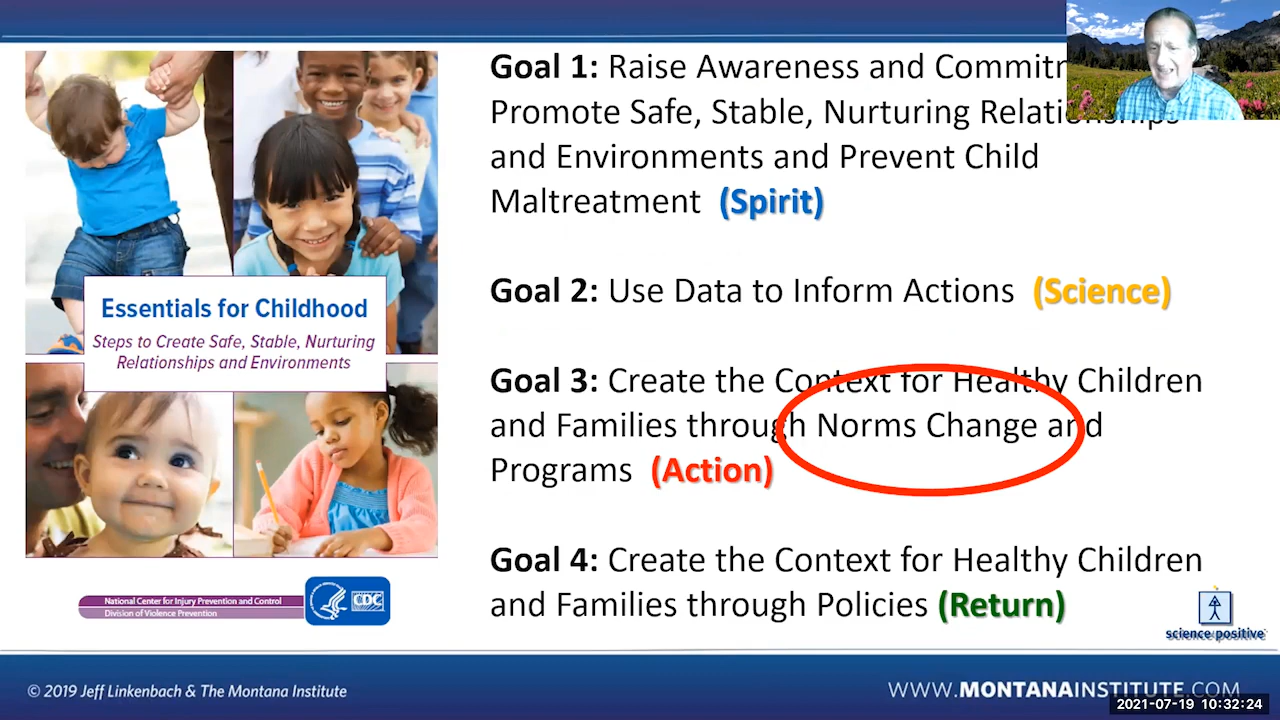 Goal 1: Raise Awareness and
Promote Safe, Stable, Nurturing
and Environments and Prevent Child
Maltreatment (Spirit)
Goal 2: Use Data to Inform Actions (Science)
Goal 3: Create the Context for Healthy Children
and Families through Norms Change and
Programs (Action)
Goal 4: Create the Context for Healthy Children
and Families through Policies (Return)
Essentials for Childhood
Steps to Create Safe, Stable, Nurturing
Relationships and Environments
National Center for Injury Prevention and Control
Division of Violence Prevention
CDC
science positive
© 2019 Jeff Linkenbach & The Montana Institute
WWW.MONTANAINSTITUTE.COM
2021-07-19 10:32:24